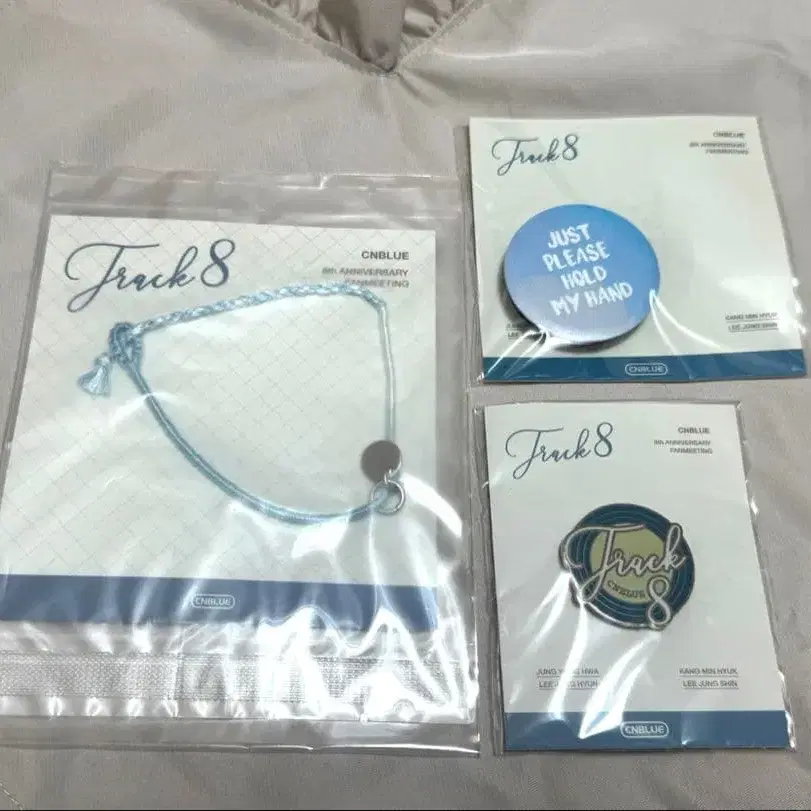 Track 8
CNBLUE
8th ANNIVERSARY
FANMEETING
CNBLUE
Track 8
CNBLUE
8th ANNIVERSARY
FANMEETING
JUST
PLEASE
HOLD
MY HAND
KANG MIN HYUK
LEE JUNG SHIN
CNBLUE
Track 8
CNBLUE
8th ANNIVERSARY
FANMEETING
Track
CNBLUE
8
JUNG YONG HWA
KANG MIN HYUK
LEE JONG HYUN
LEE JUNG SHIN
CNBLUE